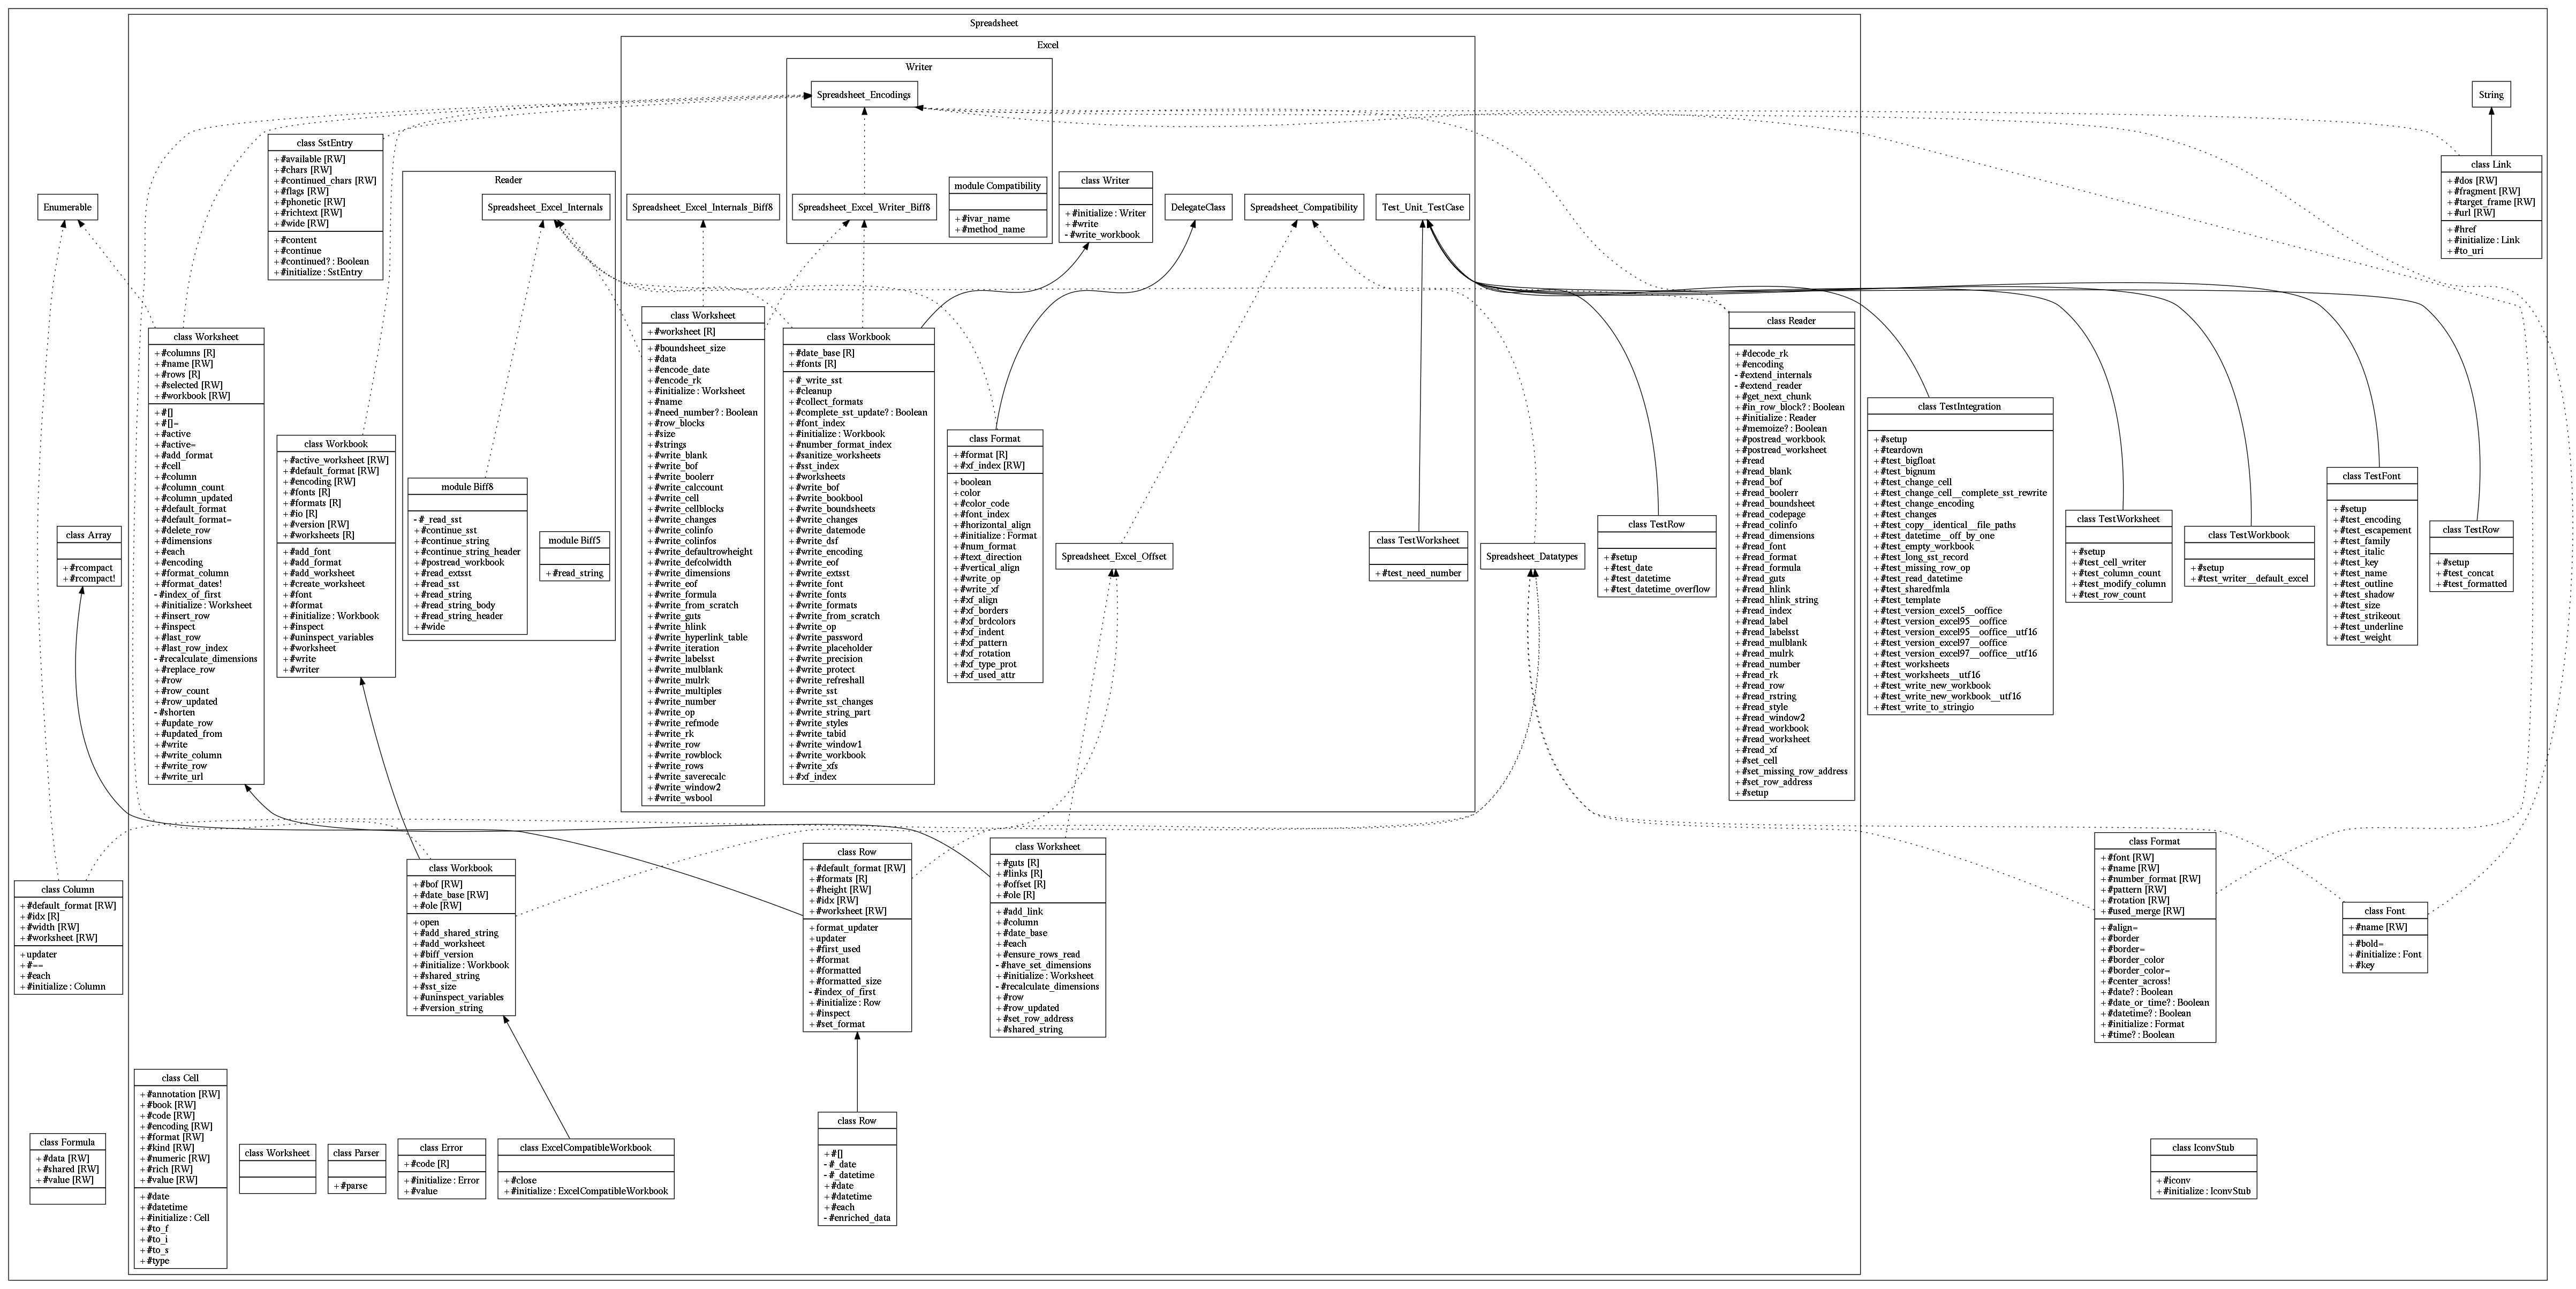 Spreadsheet
Excel
Writer
Spreadsheet_Encodings
String
class SstEntry
+ #available [RW]
+ #chars [RW]
+ #continued_chars [RW]
+ #flags [RW]
+ #phonetic [RW]
+ #richtext [RW]
+ #wide [RW]
+ #content
+ #continue
+ #continued? : Boolean
+ #initialize : SstEntry
Reader
Enumerable
Spreadsheet_Excel_Internals
Spreadsheet_Excel_Internals_Biff8
Spreadsheet_Excel_Writer_Biff8
module Compatibility
+ #ivar_name
+ #method_name
class Writer
+ #initialize : Writer
+ #write
- #write_workbook
DelegateClass
Spreadsheet_Compatibility
Test_Unit_TestCase
class Link
+ #dos [RW]
+ #fragment [RW]
+ #target_frame [RW]
+ #url [RW]
+ #href
+ #initialize : Link
+ #to_uri
class Worksheet
+ #columns [R]
+ #name [RW]
+ #rows [R]
+ #selected [RW]
+ #workbook [RW]
+ #[]
+ #[]=
+ #active
+ #active=
+ #add_format
+ #cell
+ #column
+ #column_count
+ #column_updated
+ #default_format
+ #default_format=
+ #delete_row
+ #dimensions
+ #each
+ #encoding
+ #format_column
+ #format_dates!
- #index_of_first
+ #initialize : Worksheet
+ #insert_row
+ #inspect
+ #last_row
+ #last_row_index
- #recalculate_dimensions
+ #replace_row
+ #row
+ #row_count
+ #row_updated
- #shorten
+ #update_row
+ #updated_from
+ #write
+ #write_column
+ #write_row
+ #write_url
class Workbook
+ #active_worksheet [RW]
+ #default_format [RW]
+ #encoding [RW]
+ #fonts [R]
+ #formats [R]
+ #io [R]
+ #version [RW]
+ #worksheets [R]
+ #add_font
+ #add_format
+ #add_worksheet
+ #create_worksheet
+ #font
+ #format
+ #initialize : Workbook
+ #inspect
+ #uninspect_variables
+ #worksheet
+ #write
+ #writer
module Biff8
- #_read_sst
+ #continue_sst
+ #continue_string
+ #continue_string_header
+ #postread_workbook
+ #read_extsst
+ #read_sst
+ #read_string
+ #read_string_body
+ #read_string_header
+ #wide
module Biff5
+ #read_string
class Worksheet
+ #worksheet [R]
+ #boundsheet_size
+ #data
+ #encode_date
+ #encode_rk
+ #initialize : Worksheet
+ #name
+ #need_number? : Boolean
+ #row_blocks
+ #size
+ #strings
+ #write_blank
+ #write_bof
+ #write_boolerr
+ #write_calccount
+ #write_cell
+ #write_cellblocks
+ #write_changes
+ #write_colinfo
+ #write_colinfos
+ #write_defaultrowheight
+ #write_defcolwidth
+ #write_dimensions
+ #write_eof
+ #write_formula
+ #write_from_scratch
+ #write_guts
+ #write_hlink
+ #write_hyperlink_table
+ #write_iteration
+ #write_labelsst
+ #write_mulblank
+ #write_mulrk
+ #write_multiples
+ #write_number
+ #write_op
+ #write_refmode
+ #write_rk
+ #write_row
+ #write_rowblock
+ #write_rows
+ #write_saverecalc
+ #write_window2
+ #write_wsbool
class Workbook
+ #date_base [R]
+ #fonts [R]
+ #_write_sst
+ #cleanup
+ #collect_formats
+ #complete_sst_update? : Boolean
+ #font_index
+ #initialize : Workbook
+ #number_format_index
+ #sanitize_worksheets
+ #sst_index
+ #worksheets
+ #write_bof
+ #write_bookbool
+ #write_boundsheets
+ #write_changes
+ #write_datemode
+ #write_dsf
+ #write_encoding
+ #write_eof
+ #write_extsst
+ #write_font
+ #write_fonts
+ #write_formats
+ #write_from_scratch
+ #write_op
+ #write_password
+ #write_placeholder
+ #write_precision
+ #write_protect
+ #write_refreshall
+ #write_sst
+ #write_sst_changes
+ #write_string_part
+ #write_styles
+ #write_tabid
+ #write_window1
+ #write_workbook
+ #write_xfs
+ #xf_index
class Format
+ #format [R]
+ #xf_index [RW]
+ boolean
+ color
+ #color_code
+ #font_index
+ #horizontal_align
+ #initialize : Format
+ #num_format
+ #text_direction
+ #vertical_align
+ #write_op
+ #write_xf
+ #xf_align
+ #xf_borders
+ #xf_brdcolors
+ #xf_indent
+ #xf_pattern
+ #xf_rotation
+ #xf_type_prot
+ #xf_used_attr
Spreadsheet_Excel_Offset
class TestWorksheet
+ #test_need_number
Spreadsheet_Datatypes
class TestRow
+ #setup
+ #test_date
+ #test_datetime
+ #test_datetime_overflow
class Reader
+ #decode_rk
+ #encoding
- #extend_internals
- #extend_reader
+ #get_next_chunk
+ #in_row_block? : Boolean
+ #initialize : Reader
+ #memoize? : Boolean
+ #postread_workbook
+ #postread_worksheet
+ #read
+ #read_blank
+ #read_bof
+ #read_boolerr
+ #read_boundsheet
+ #read_codepage
+ #read_colinfo
+ #read_dimensions
+ #read_font
+ #read_format
+ #read_formula
+ #read_guts
+ #read_hlink
+ #read_hlink_string
+ #read_index
+ #read_label
+ #read_labelsst
+ #read_mulblank
+ #read_mulrk
+ #read_number
+ #read_rk
+ #read_row
+ #read_rstring
+ #read_style
+ #read_window2
+ #read_workbook
+ #read_worksheet
+ #read_xf
+ #set_cell
+ #set_missing_row_address
+ #set_row_address
+ #setup
class TestIntegration
+ #setup
+ #teardown
+ #test_bigfloat
+ #test_bignum
+ #test_change_cell
+ #test_change_cell__complete_sst_rewrite
+ #test_change_encoding
+ #test_changes
+ #test_copy__identical__file_paths
+ #test_datetime__off_by_one
+ #test_empty_workbook
+ #test_long_sst_record
+ #test_missing_row_op
+ #test_read_datetime
+ #test_sharedfmla
+ #test_template
+ #test_version_excel5__ooffice
+ #test_version_excel95__ooffice
+ #test_version_excel95__ooffice__utf16
+ #test_version_excel97__ooffice
+ #test_version_excel97__ooffice__utf16
+ #test_worksheets
+ #test_worksheets__utf16
+ #test_write_new_workbook
+ #test_write_new_workbook__utf16
+ #test_write_to_stringio
class TestWorksheet
+ #setup
+ #test_cell_writer
+ #test_column_count
+ #test_modify_column
+ #test_row_count
class TestWorkbook
+ #setup
+ #test_writer__default_excel
class TestFont
+ #setup
+ #test_encoding
+ #test_escapement
+ #test_family
+ #test_italic
+ #test_key
+ #test_name
+ #test_outline
+ #test_shadow
+ #test_size
+ #test_strikeout
+ #test_underline
+ #test_weight
class TestRow
+ #setup
+ #test_concat
+ #test_formatted
class Array
+ #rcompact
+ #rcompact!
class Column
+ #default_format [RW]
+ #idx [R]
+ #width [RW]
+ #worksheet [RW]
+ updater
+ #==
+ #each
+ #initialize : Column
class Workbook
+ #bof [RW]
+ #date_base [RW]
+ #ole [RW]
+ open
+ #add_shared_string
+ #add_worksheet
+ #biff_version
+ #initialize : Workbook
+ #shared_string
+ #sst_size
+ #uninspect_variables
+ #version_string
class Row
+ #default_format [RW]
+ #formats [R]
+ #height [RW]
+ #idx [RW]
+ #worksheet [RW]
+ format_updater
+ updater
+ #first_used
+ #format
+ #formatted
+ #formatted_size
- #index_of_first
+ #initialize : Row
+ #inspect
+ #set_format
class Worksheet
+ #guts [R]
+ #links [R]
+ #offset [R]
+ #ole [R]
+ #add_link
+ #column
+ #date_base
+ #each
+ #ensure_rows_read
- #have_set_dimensions
+ #initialize : Worksheet
- #recalculate_dimensions
+ #row
+ #row_updated
+ #set_row_address
+ #shared_string
class Format
+ #font [RW]
+ #name [RW]
+ #number_format [RW]
+ #pattern [RW]
+ #rotation [RW]
+ #used_merge [RW]
+ #align=
+ #border
+ #border=
+ #border_color
+ #border_color=
+ #center_across!
+ #date? : Boolean
+ #date_or_time? : Boolean
+ #datetime? : Boolean
+ #initialize : Format
+ #time? : Boolean
class Font
+ #name [RW]
+ #bold=
+ #initialize : Font
+ #key
class Formula
+ #data [RW]
+ #shared [RW]
+ #value [RW]
class Cell
+ #annotation [RW]
+ #book [RW]
+ #code [RW]
+ #encoding [RW]
+ #format [RW]
+ #kind [RW]
+ #numeric [RW]
+ #rich [RW]
+ #value [RW]
+ #date
+ #datetime
+ #initialize : Cell
+ #to_f
+ #to_i
+ #to_s
+ #type
class Worksheet
class Parser
+ #parse
class Error
+ #code [R]
+ #initialize : Error
+ #value
class ExcelCompatibleWorkbook
+ #close
+ #initialize : ExcelCompatibleWorkbook
class Row
+ #[]
- #_date
- #_datetime
+ #date
+ #datetime
+ #each
- #enriched_data
class IconvStub
+ #iconv
+ #initialize : IconvStub